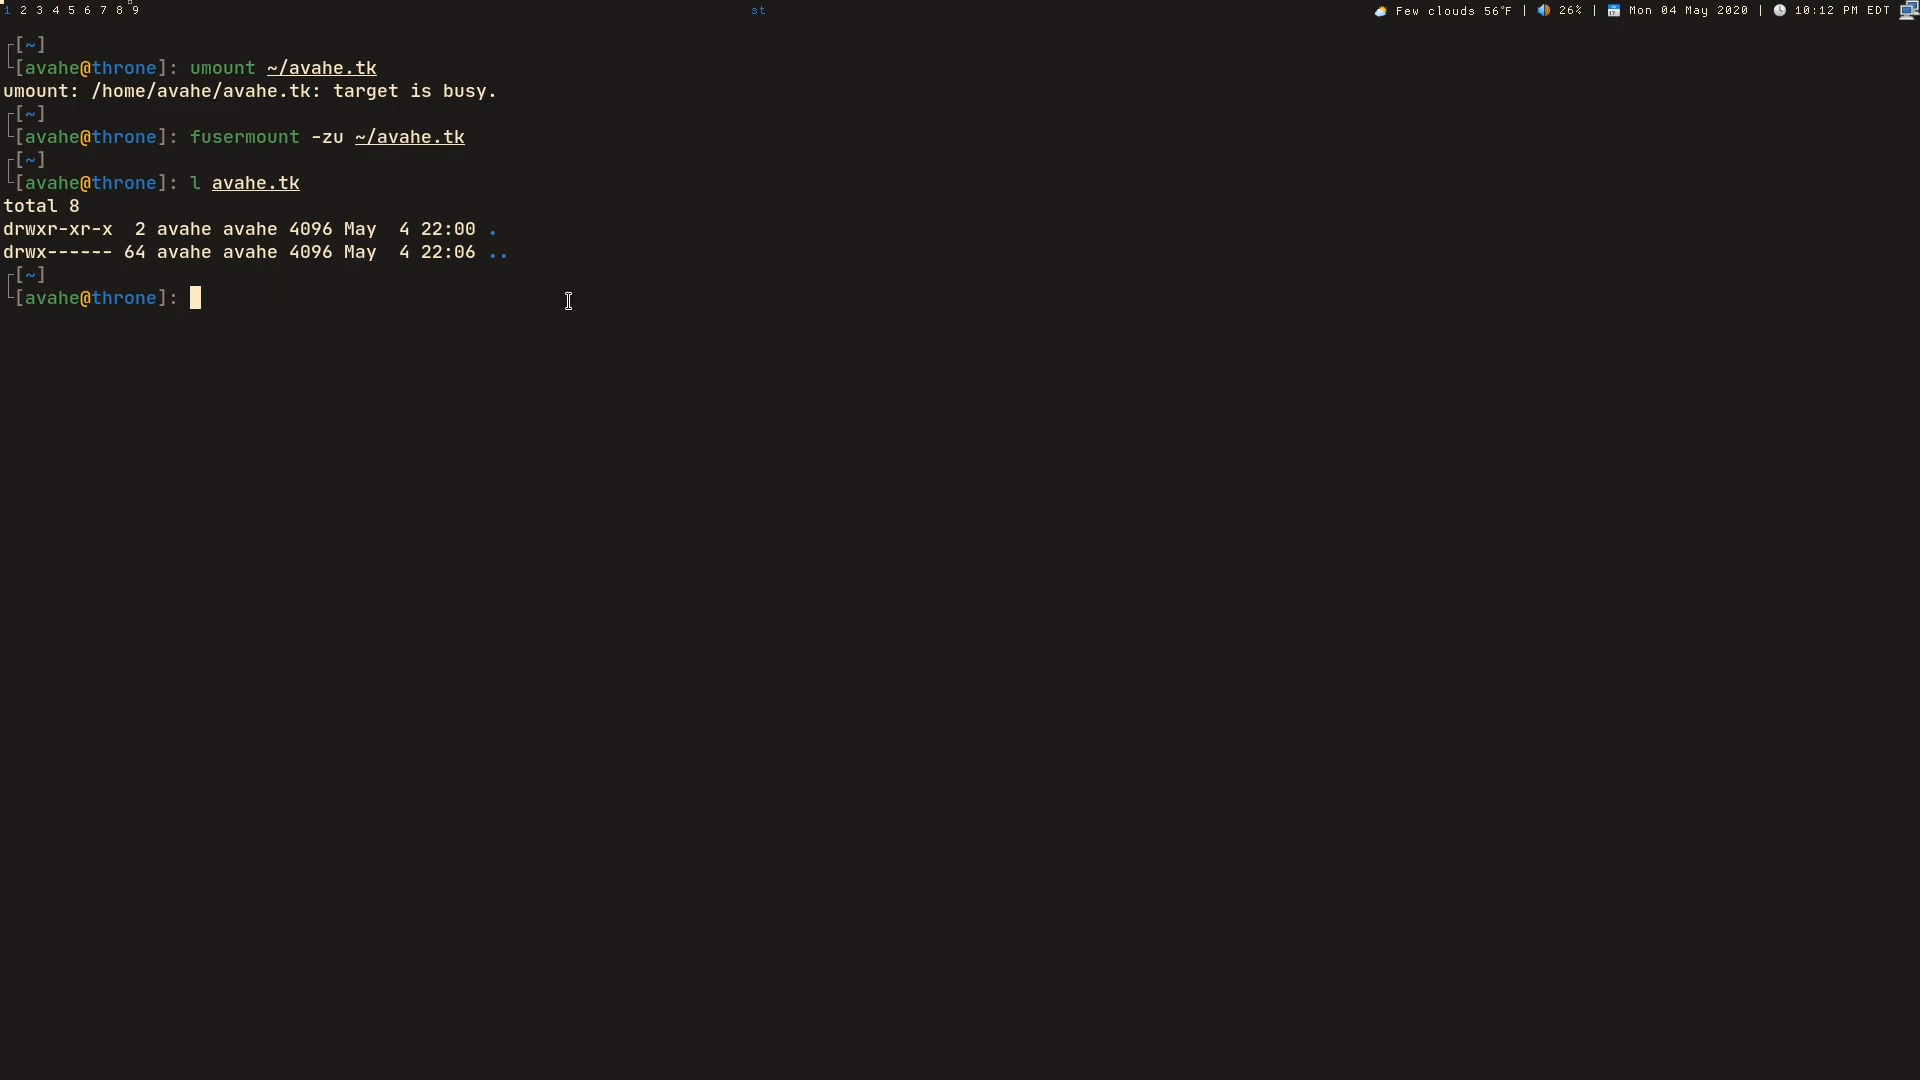 1 2 3 4 5 6 7 8 9 st Few clouds 56°F | 26% | Mon 04 May 2020 | 10:12 PM EDT
[~]
[avahe@throne]: umount ~/avahe.tk
umount: /home/avahe/avahe.tk: target is busy.
[~]
[avahe@throne]: fusermount -zu ~/avahe.tk
[~]
[avahe@throne]: l avahe.tk
total 8
drwxr-xr-x  2 avahe avahe 4096 May  4 22:00 .
drwx------ 64 avahe avahe 4096 May  4 22:06 ..
[~]
[avahe@throne]: